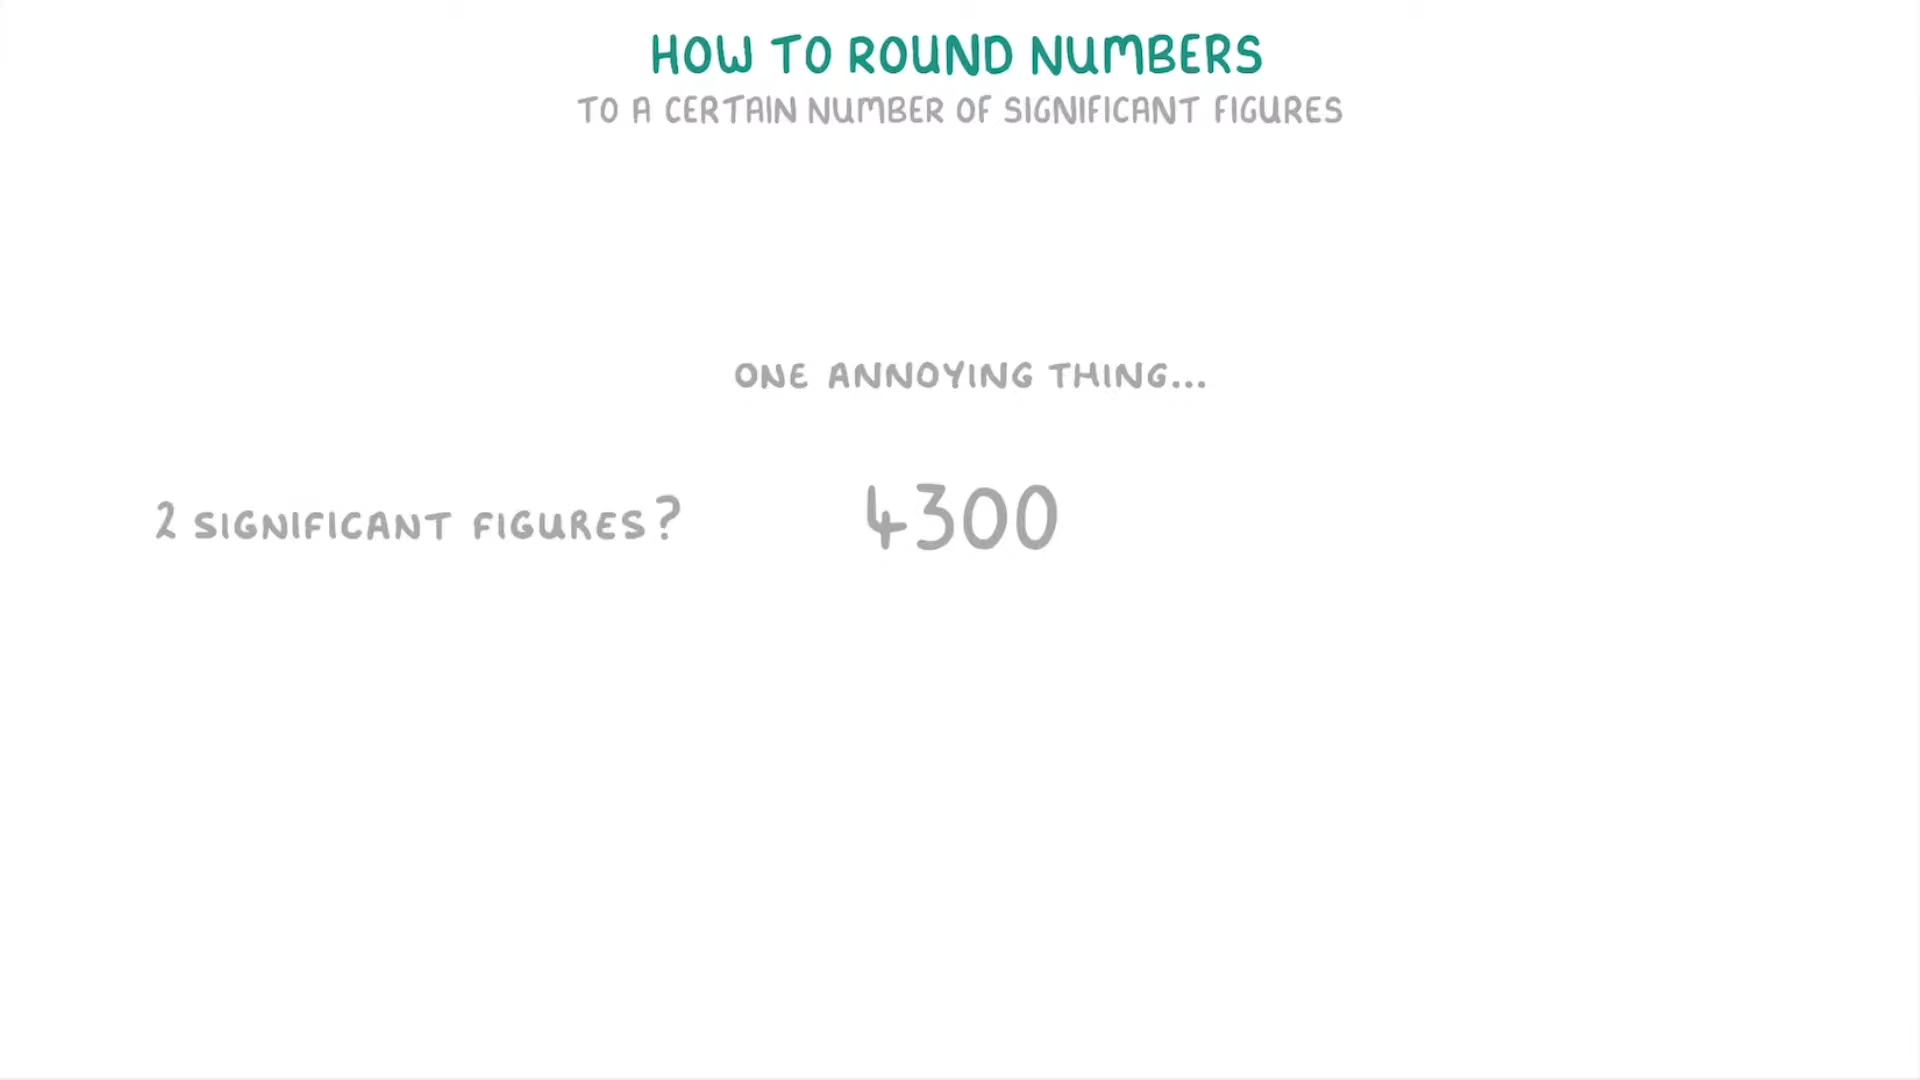 HOW TO ROUND NUMBERS
TO A CERTAIN NUMBER OF SIGNIFICANT FIGURES
ONE ANNOYING THING...
2 SIGNIFICANT FIGURES? 4300